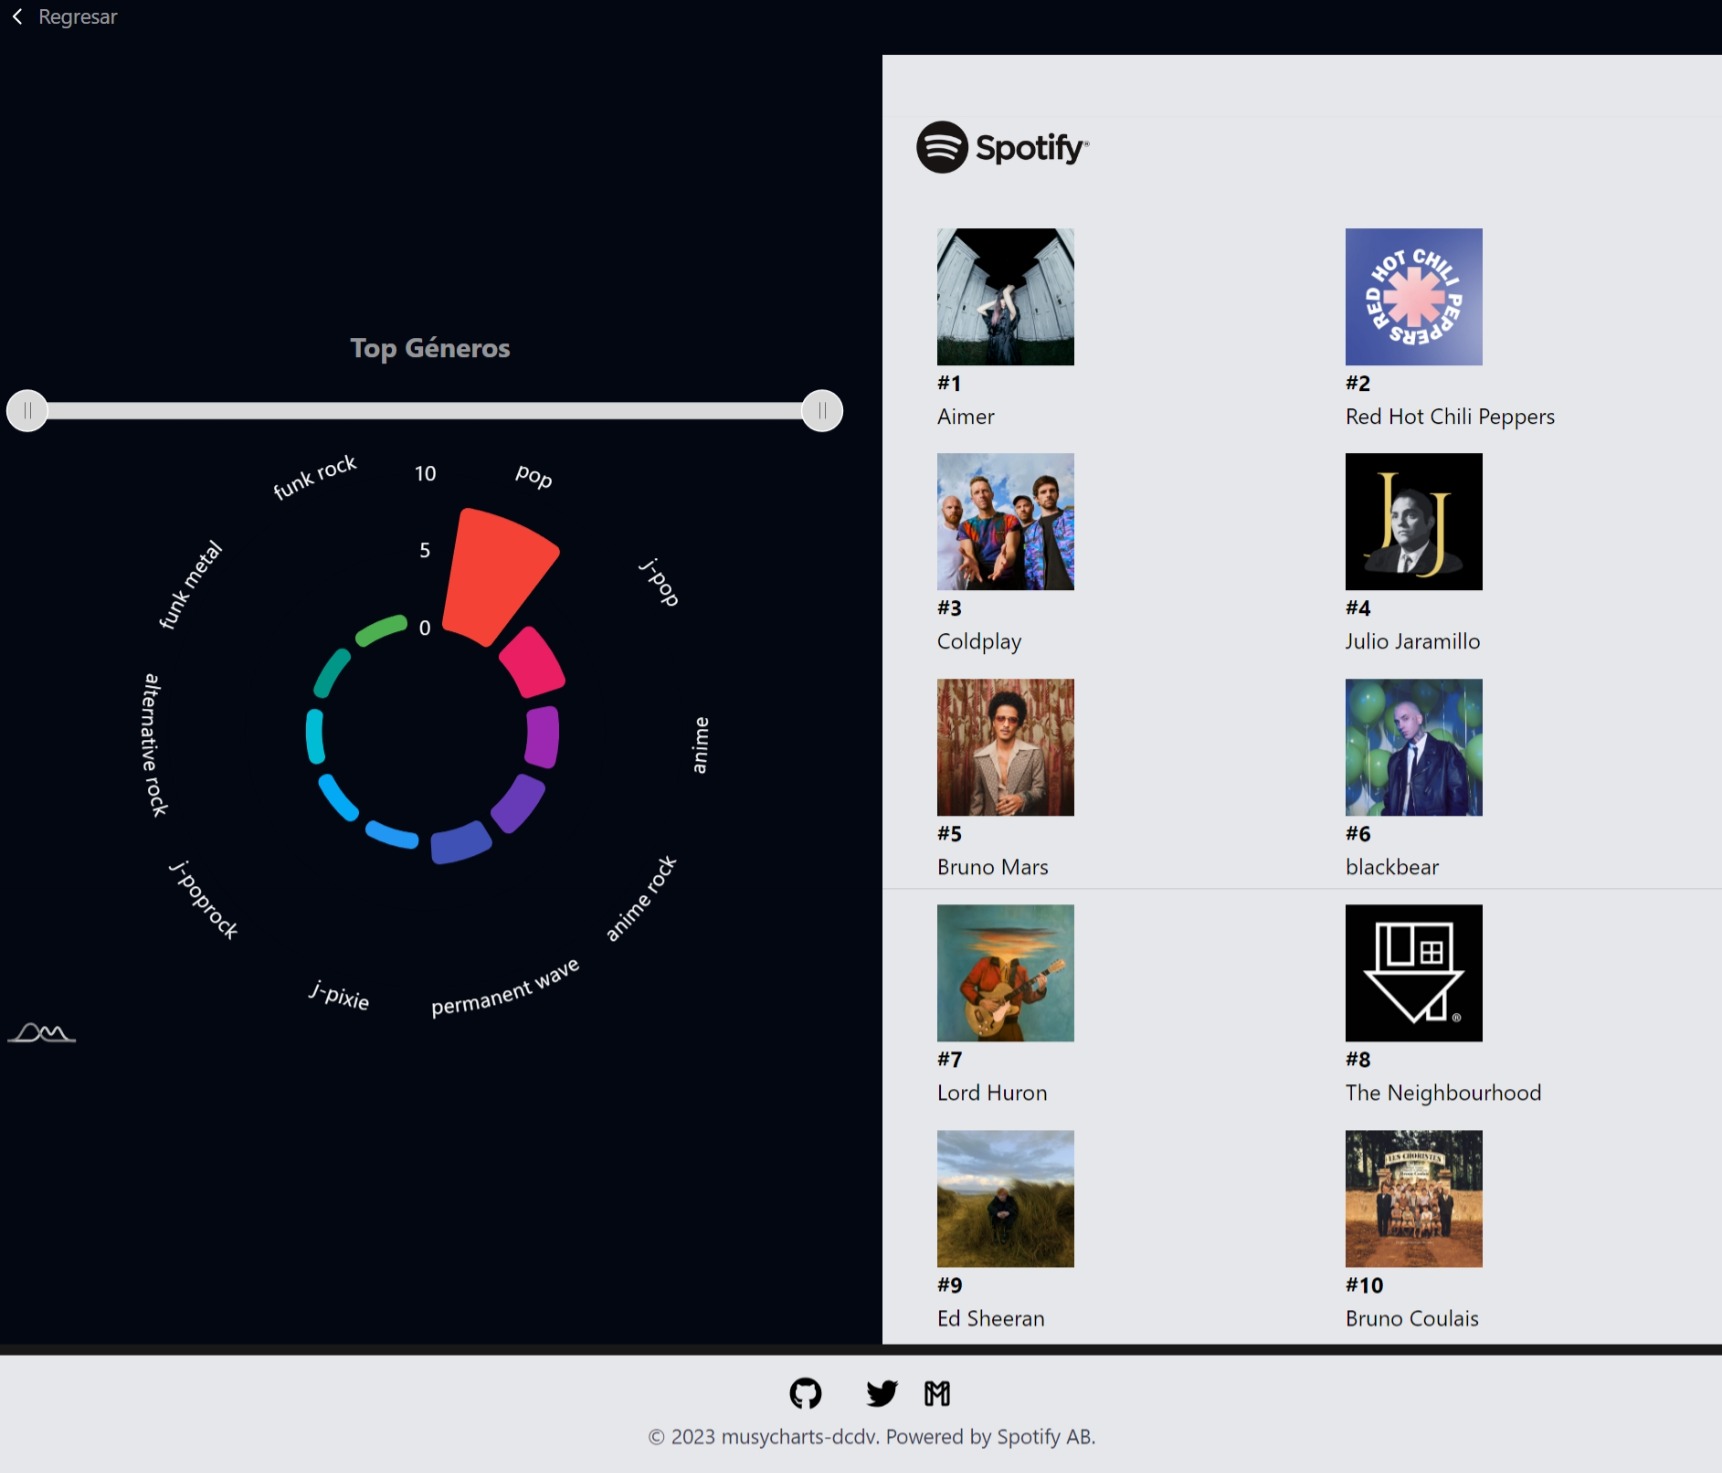 Regresar
Top Géneros
10
5
0
pop
j-pop
anime
anime rock
permanent wave
j-pixie
j-poprock
alternative rock
funk metal
funk rock
Spotify®
RED HOT CHILI PEPPERS
#1
Aimer
#2
Red Hot Chili Peppers
#3
Coldplay
JJ
#4
Julio Jaramillo
#5
Bruno Mars
#6
blackbear
#7
Lord Huron
®
#8
The Neighbourhood
#9
Ed Sheeran
LES CHORISTES
#10
Bruno Coulais
© 2023 musycharts-dcdv. Powered by Spotify AB.